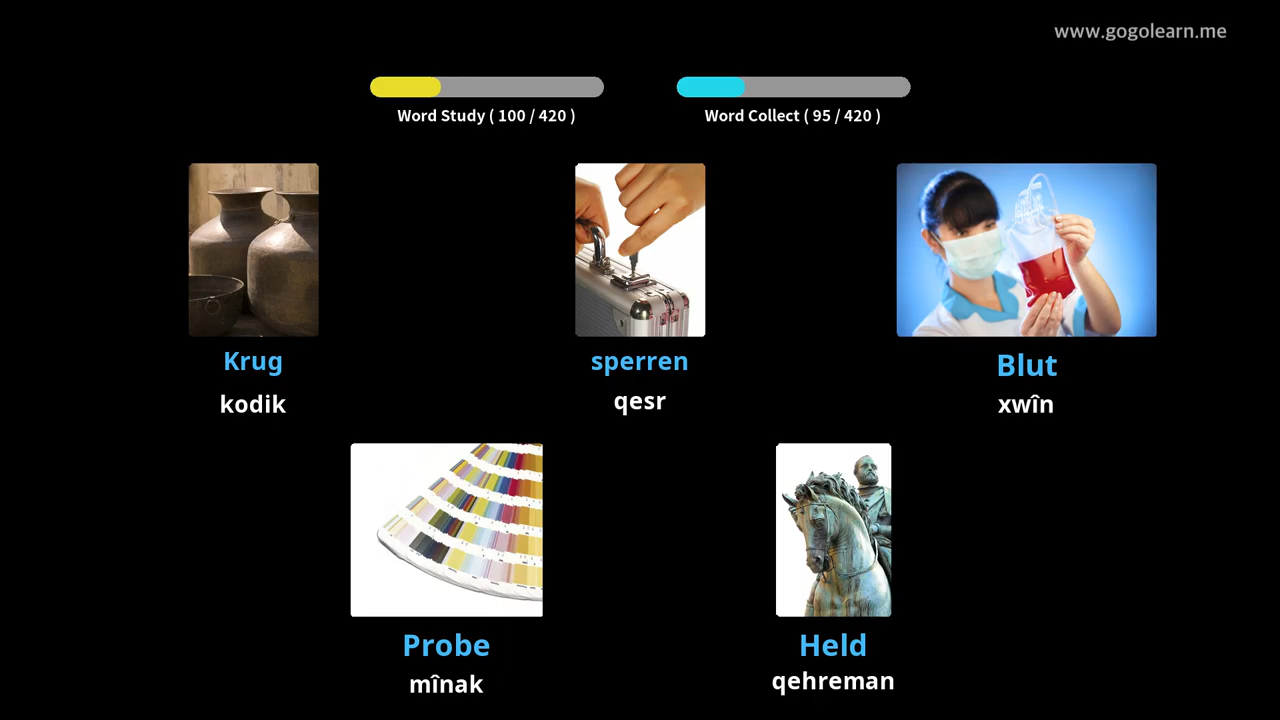 www.gogolearn.me
Word Study ( 100 / 420 )
Word Collect ( 95 / 420 )
Krug
kodik
sperren
qesr
Blut
xwîn
Probe
mînak
Held
qehreman